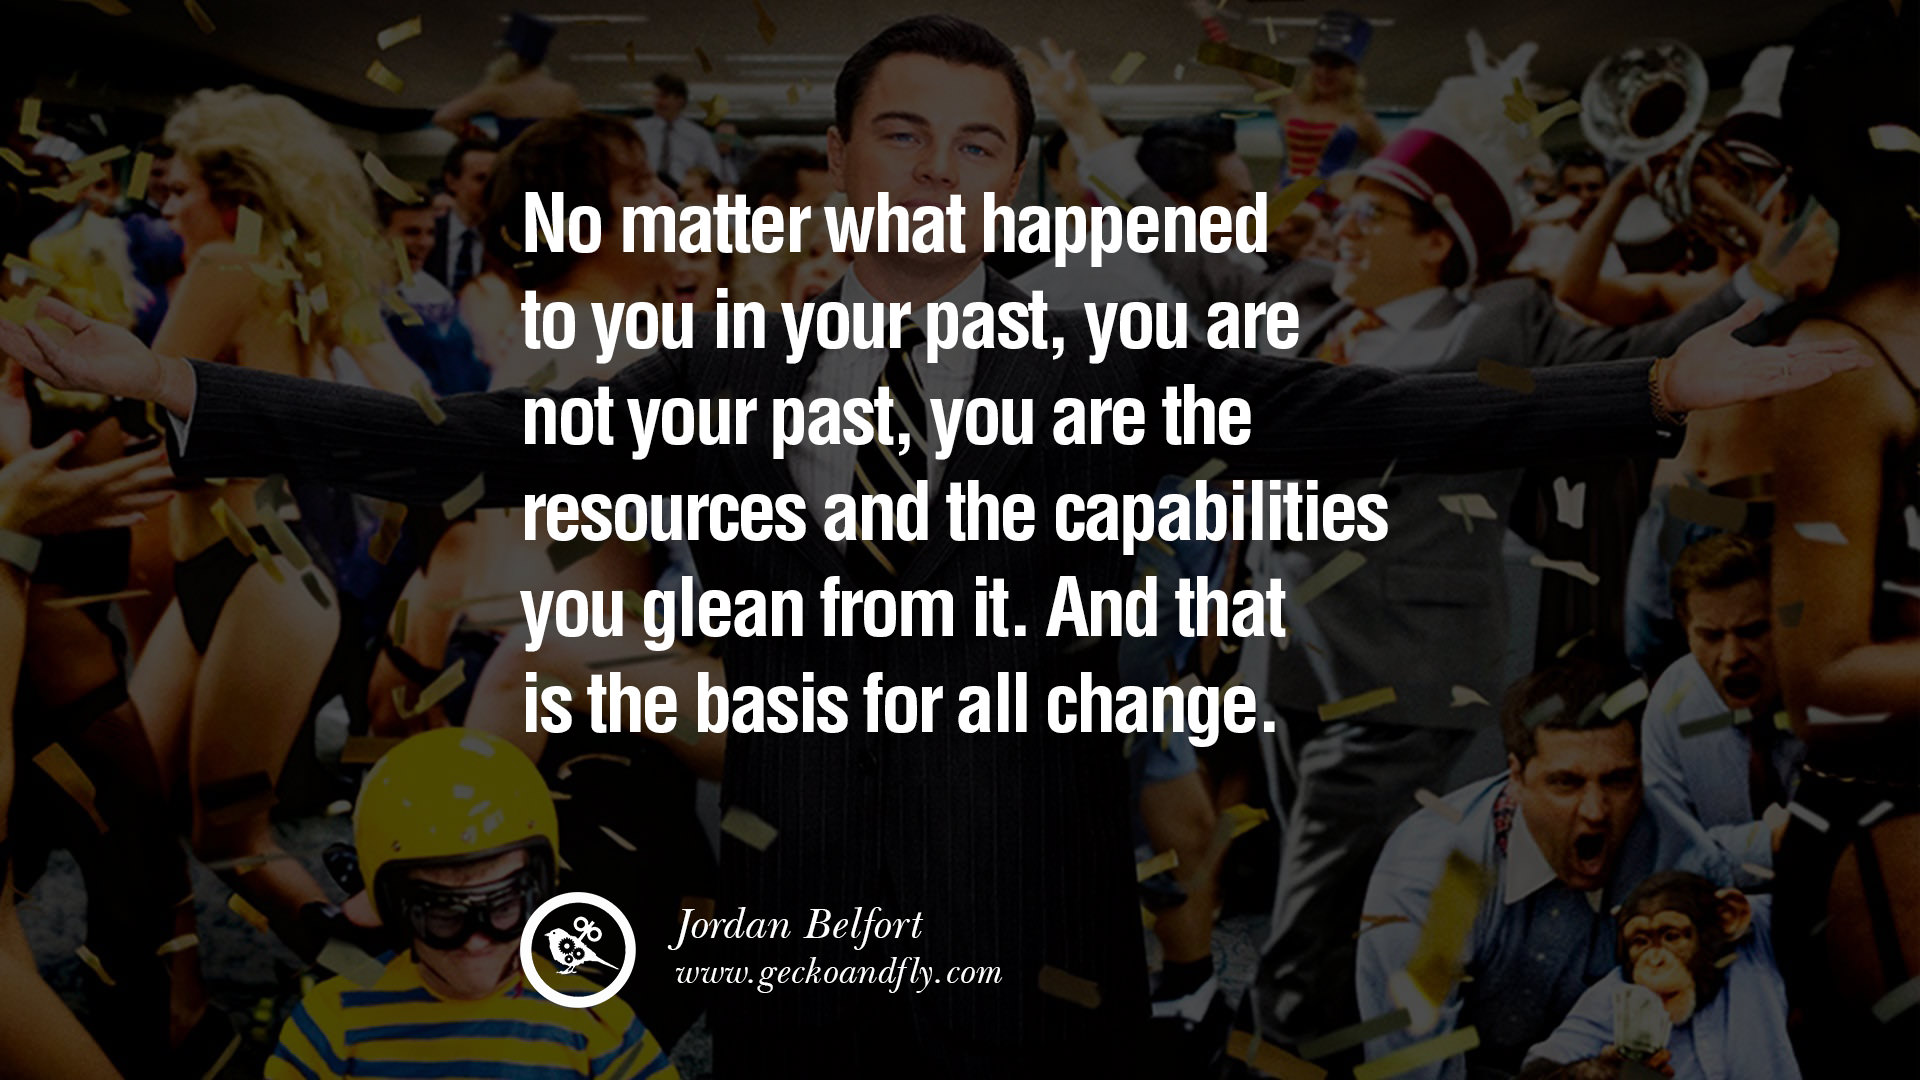 No matter what happened
to you in your past, you are
not your past, you are the
resources and the capabilities
you glean from it. And that
is the basis for all change.
Jordan Belfort
www.geckoandfly.com